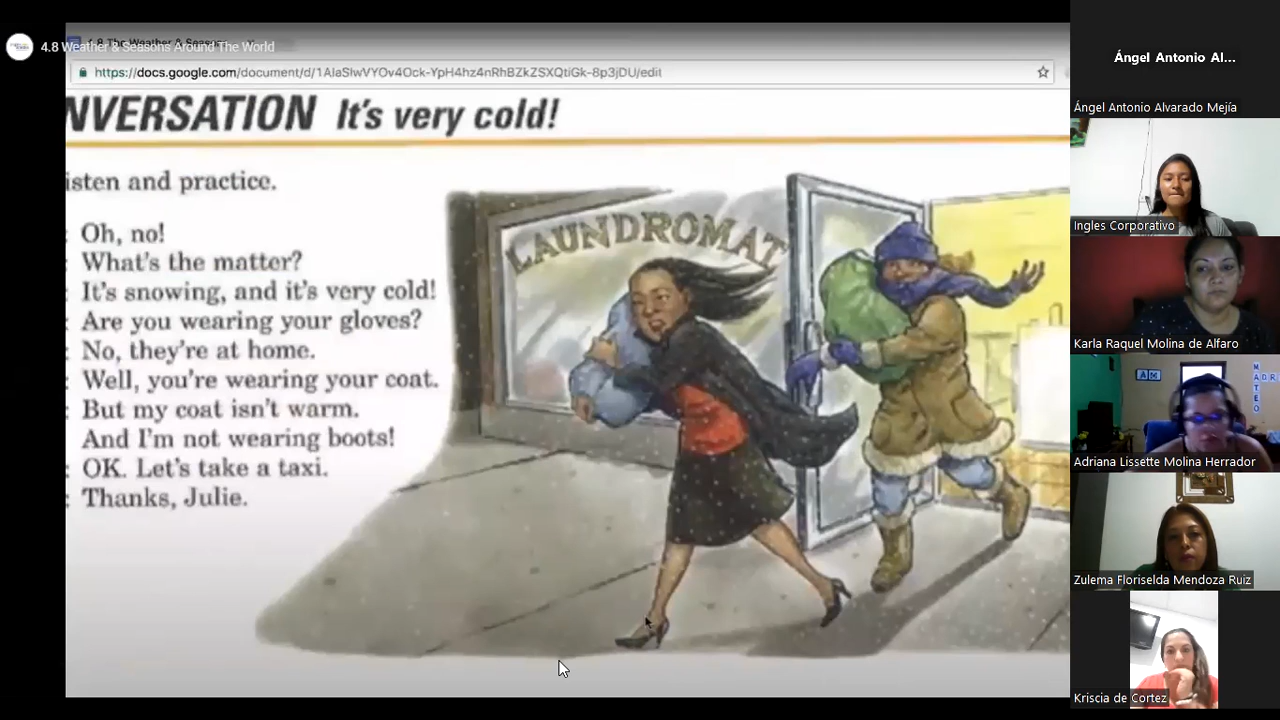 4.8 Weather & Seasons Around The World
https://docs.google.com/document/d/1AIaSIwVYOv4Ock-YpH4hz4nRhBZkZSXQtiGk-8p3jDU/edit
NVERSATION It's very cold!
isten and practice.
: Oh, no!
: What's the matter?
: It's snowing, and it's very cold!
: Are you wearing your gloves?
: No, they're at home.
: Well, you're wearing your coat.
: But my coat isn't warm.
And I'm not wearing boots!
: OK. Let's take a taxi.
: Thanks, Julie.
LAUNDROMAT
Ángel Antonio Al...
Ángel Antonio Alvarado Mejía
Ingles Corporativo
Karla Raquel Molina de Alfaro
Adriana Lissette Molina Herrador
Zulema Floriselda Mendoza Ruiz
Kriscia de Cortez